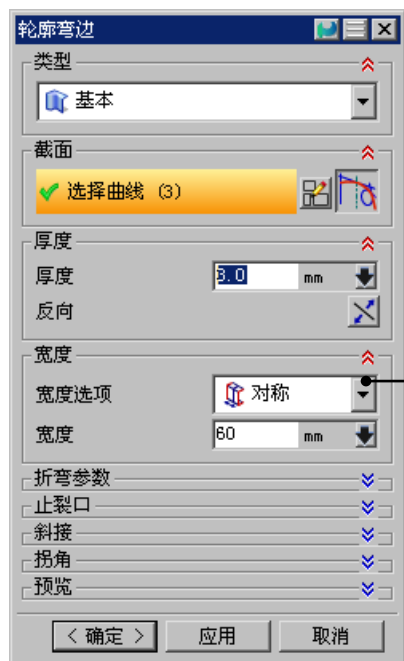 轮廓弯边
类型
基本
截面
选择曲线 (3)
厚度
厚度 3.0 mm
反向
宽度
宽度选项 对称
宽度 60 mm
折弯参数
止裂口
斜接
拐角
预览
< 确定 > 应用 取消